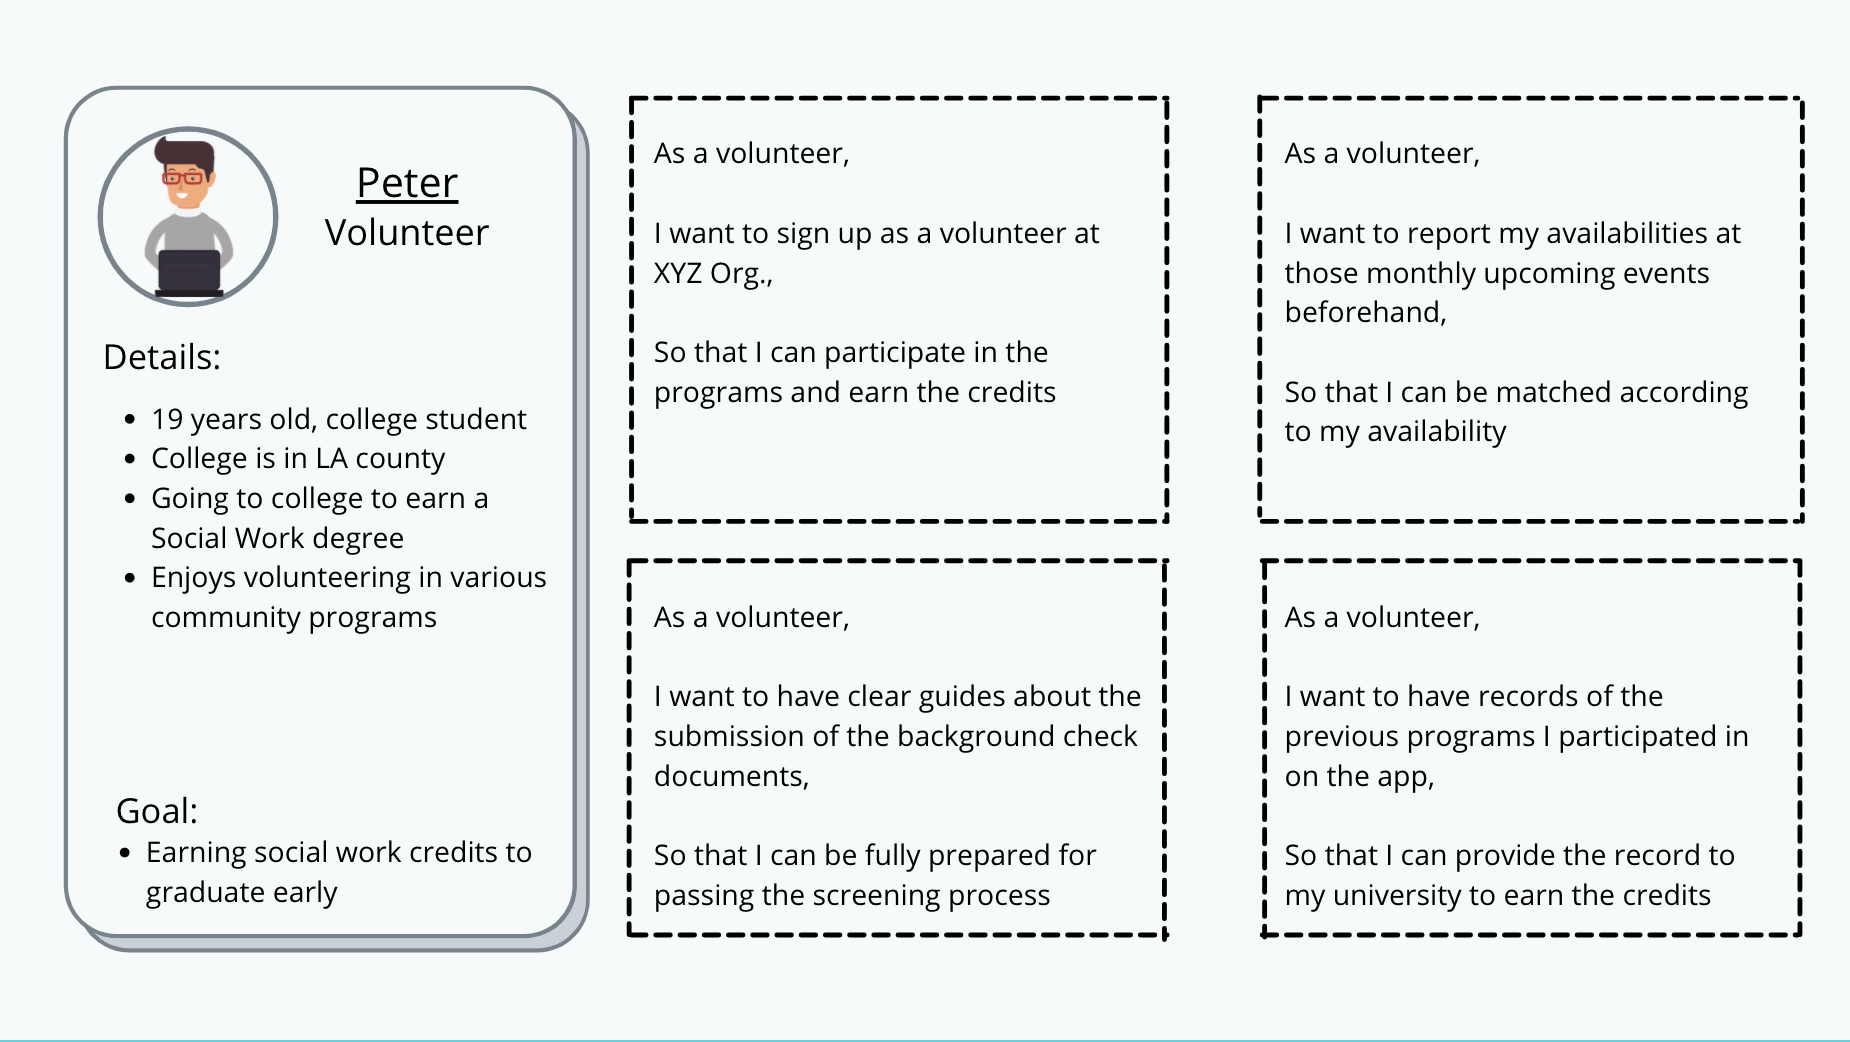 Peter
Volunteer
Details:
• 19 years old, college student
• College is in LA county
• Going to college to earn a
Social Work degree
• Enjoys volunteering in various
community programs
Goal:
• Earning social work credits to
graduate early
As a volunteer,
I want to sign up as a volunteer at
XYZ Org.,
So that I can participate in the
programs and earn the credits
As a volunteer,
I want to report my availabilities at
those monthly upcoming events
beforehand,
So that I can be matched according
to my availability
As a volunteer,
I want to have clear guides about the
submission of the background check
documents,
So that I can be fully prepared for
passing the screening process
As a volunteer,
I want to have records of the
previous programs I participated in
on the app,
So that I can provide the record to
my university to earn the credits